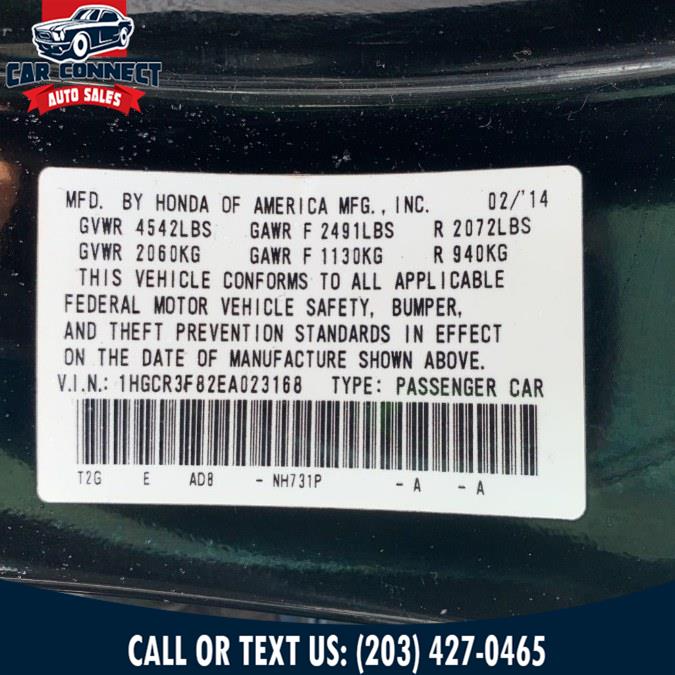 CAR CONNECT
AUTO SALES
MFD. BY HONDA OF AMERICA MFG., INC. 02/'14
GVWR 4542LBS GAWR F 2491LBS R 2072LBS
GVWR 2060KG GAWR F 1130KG R 940KG
THIS VEHICLE CONFORMS TO ALL APPLICABLE
FEDERAL MOTOR VEHICLE SAFETY, BUMPER,
AND THEFT PREVENTION STANDARDS IN EFFECT
ON THE DATE OF MANUFACTURE SHOWN ABOVE.
V.I.N.: 1HGCR3F82EA023168 TYPE: PASSENGER CAR
T2G E AD8 - NH731P - A - A
CALL OR TEXT US: (203) 427-0465